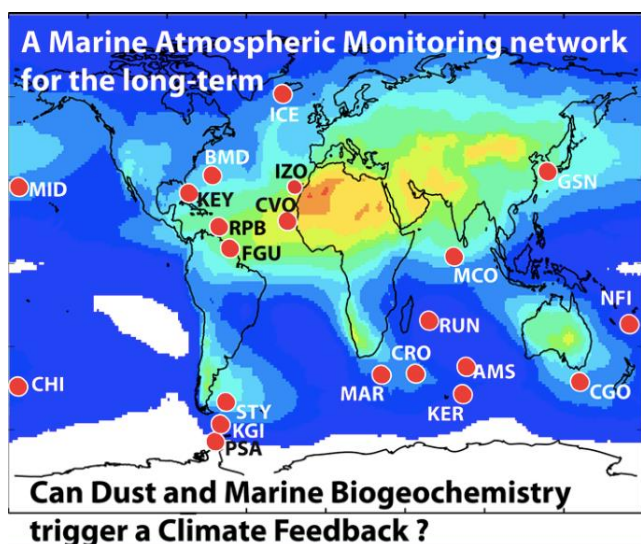 A Marine Atmospheric Monitoring network
for the long-term
ICE
BMD
IZO
GSN
MID
KEY
CVO
RPB
FGU
MCO
NFI
RUN
CRO
AMS
CHI
MAR
CGO
KER
STY
KGI
PSA
Can Dust and Marine Biogeochemistry
trigger a Climate Feedback ?